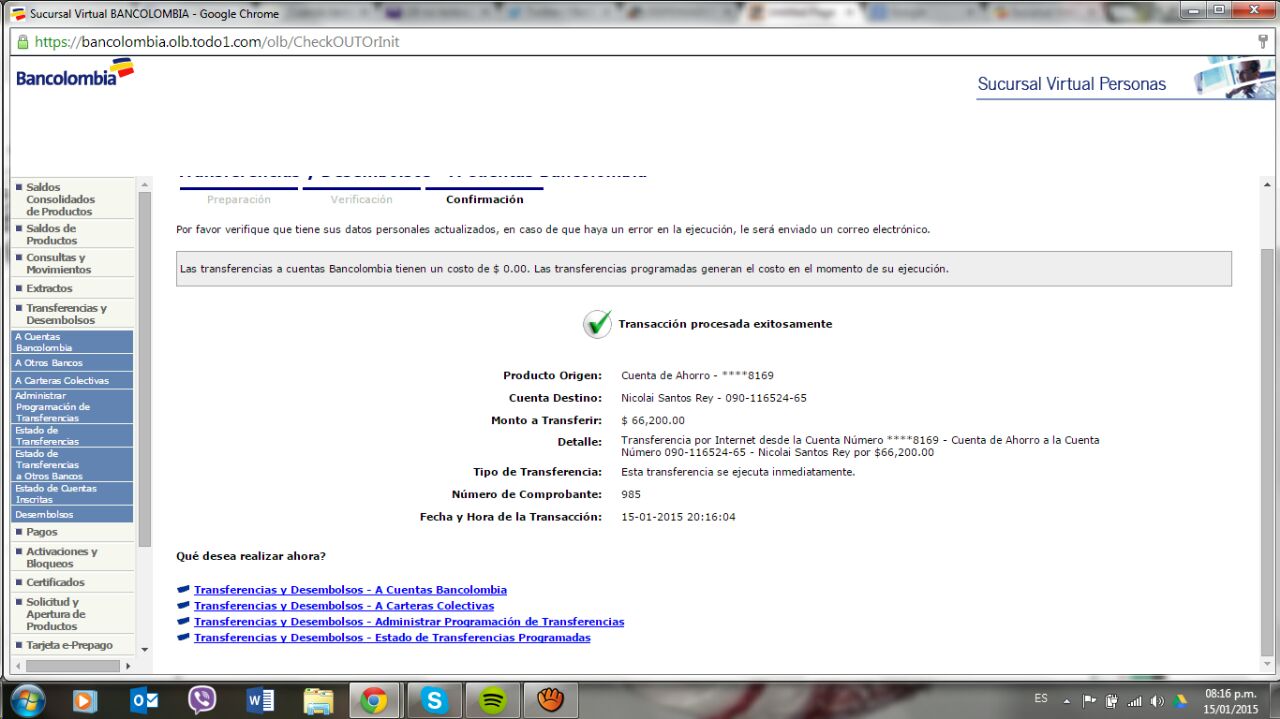 Sucursal Virtual BANCOLOMBIA - Google Chrome
https://bancolombia.olb.todo1.com/olb/CheckOUTOrInit
Bancolombia
Sucursal Virtual Personas
Saldos
Consolidados
de Productos
Saldos de
Productos
Consultas y
Movimientos
Extractos
Transferencias y
Desembolsos
A Cuentas
Bancolombia
A Otros Bancos
A Carteras Colectivas
Administrar
Programación de
Transferencias
Estado de
Transferencias
Estado de
Transferencias
a Otros Bancos
Estado de Cuentas
Inscritas
Desembolsos
Pagos
Activaciones y
Bloqueos
Certificados
Solicitud y
Apertura de
Productos
Tarjeta e-Prepago
Transferencias y Desembolsos - A cuentas Bancolombia
Preparación Verificación Confirmación
Por favor verifique que tiene sus datos personales actualizados, en caso de que haya un error en la ejecución, le será enviado un correo electrónico.
Las transferencias a cuentas Bancolombia tienen un costo de $ 0.00. Las transferencias programadas generan el costo en el momento de su ejecución.
Transacción procesada exitosamente
Producto Origen: Cuenta de Ahorro - ****8169
Cuenta Destino: Nicolai Santos Rey - 090-116524-65
Monto a Transferir: $ 66,200.00
Detalle: Transferencia por Internet desde la Cuenta Número ****8169 - Cuenta de Ahorro a la Cuenta
Número 090-116524-65 - Nicolai Santos Rey por $66,200.00
Tipo de Transferencia: Esta transferencia se ejecuta inmediatamente.
Número de Comprobante: 985
Fecha y Hora de la Transacción: 15-01-2015 20:16:04
Qué desea realizar ahora?
Transferencias y Desembolsos - A Cuentas Bancolombia
Transferencias y Desembolsos - A Carteras Colectivas
Transferencias y Desembolsos - Administrar Programación de Transferencias
Transferencias y Desembolsos - Estado de Transferencias Programadas
ES
08:16 p.m.
15/01/2015